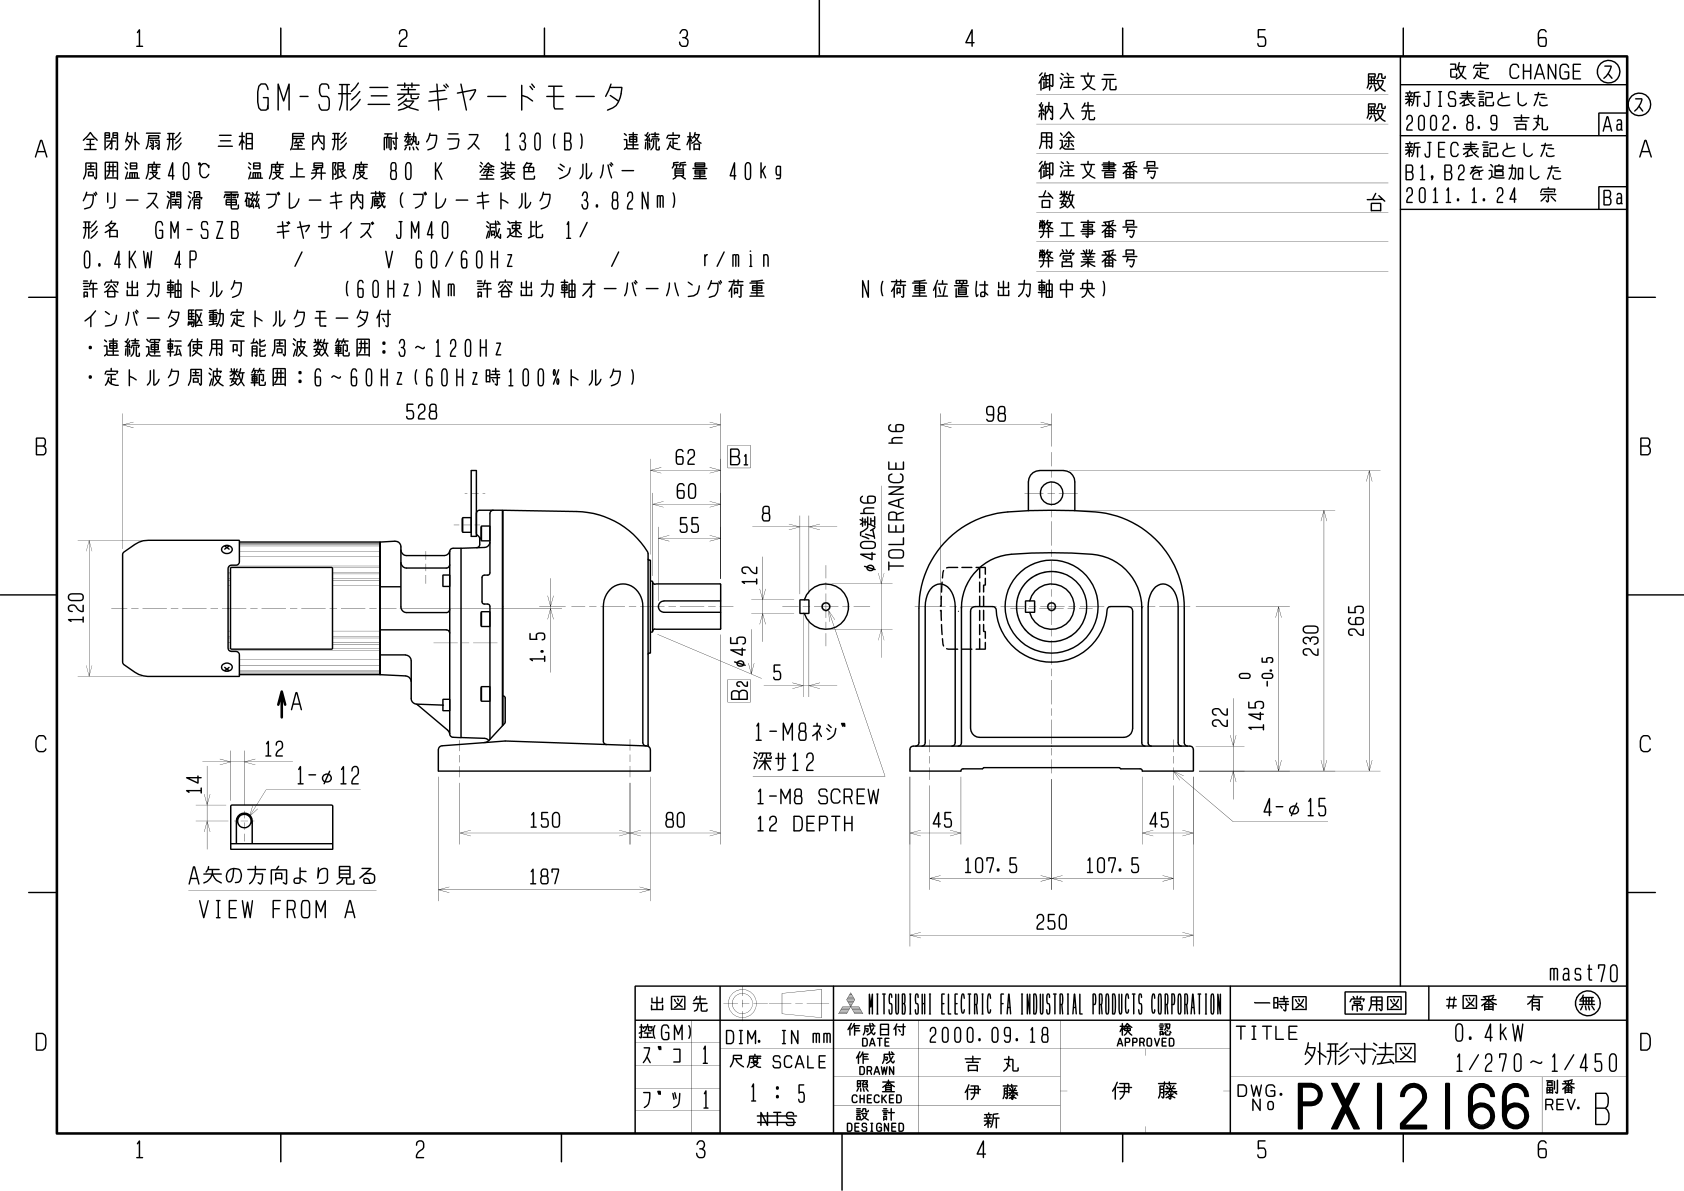 1 2 3 4 5 6
A
B
C
D
GM-S形三菱ギヤードモータ
全閉外扇形 三相 屋内形 耐熱クラス 130(B) 連続定格
周囲温度40℃ 温度上昇限度 80 K 塗装色 シルバー 質量 40kg
グリース潤滑 電磁ブレーキ内蔵(ブレーキトルク 3.82Nm)
形名 GM-SZB ギヤサイズ JM40 減速比 1/
0.4KW 4P / V 60/60Hz / r/min
許容出力軸トルク (60Hz)Nm 許容出力軸オーバーハング荷重 N(荷重位置は出力軸中央)
インバータ駆動定トルクモータ付
・連続運転使用可能周波数範囲:3~120Hz
・定トルク周波数範囲:6~60Hz(60Hz時100%トルク)
御注文元 殿
納入先 殿
用途
御注文書番号
台数 台
弊工事番号
弊営業番号
改定 CHANGE ス
新JIS表記とした
2002.8.9 吉丸 Aa
ス
新JEC表記とした
B1,B2を追加した
2011.1.24 宗 Ba
A
B
C
D
528
62 B1
60
55
8
12
120
1.5
φ45
B2
5
φ40公差h6
TOLERANCE h6
1-M8ネジ
深サ12
1-M8 SCREW
12 DEPTH
A
12
14
1-φ12
A矢の方向より見る
VIEW FROM A
150
80
187
98
265
230
145 0 -0.5
22
4-φ15
45
45
107.5
107.5
250
mast70
出図先
控(GM)
ズコ 1
ブツ 1
DIM. IN mm
尺度 SCALE
1 : 5
NTS
MITSUBISHI ELECTRIC FA INDUSTRIAL PRODUCTS CORPORATION
作成日付 DATE 2000.09.18
作成 DRAWN 吉丸
照査 CHECKED 伊藤
設計 DESIGNED 新
検認 APPROVED
伊藤
一時図 常用図 #図番 有 無
TITLE 外形寸法図
0.4kW
1/270~1/450
DWG. No PX12166
副番 REV. B
1 2 3 4 5 6